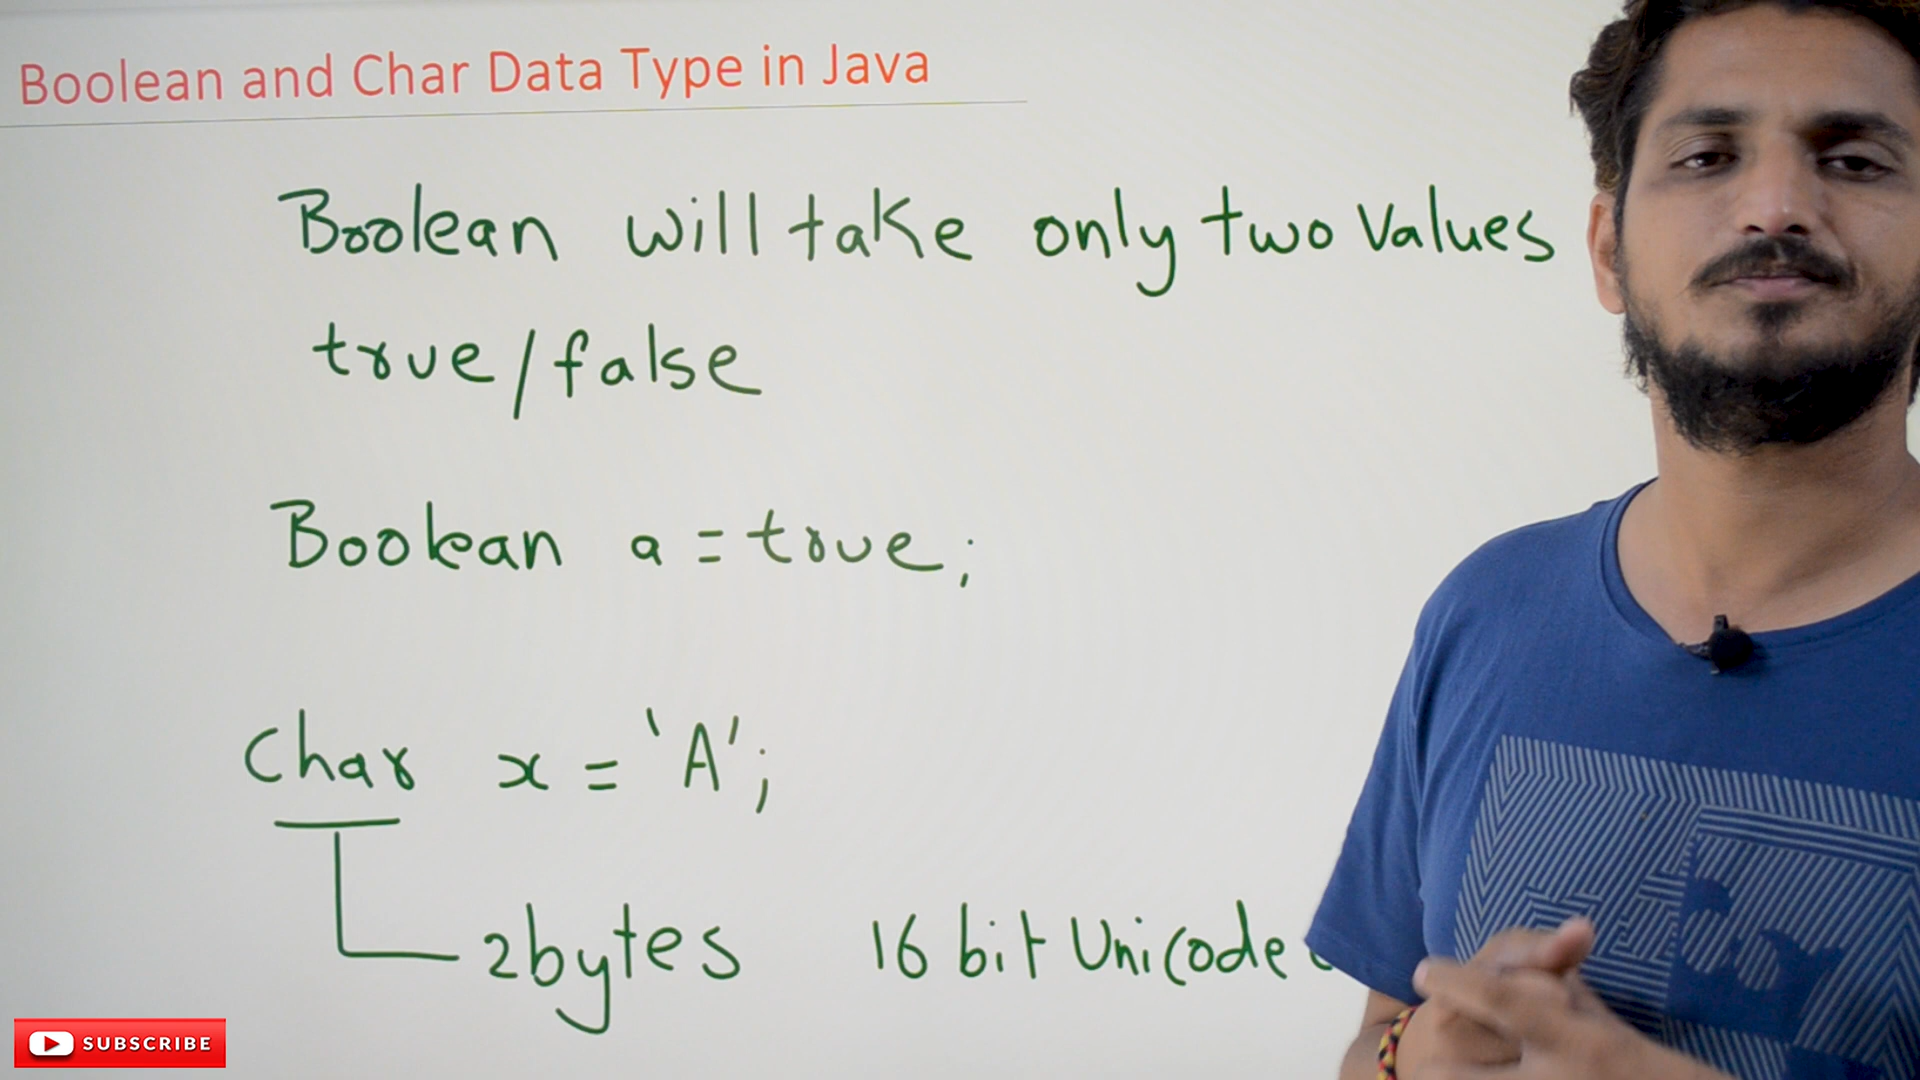 Boolean and Char Data Type in Java
Boolean will take only two Values
true/false
Boolean a = true;
Char x = 'A';
2bytes 16 bit Unicode
SUBSCRIBE